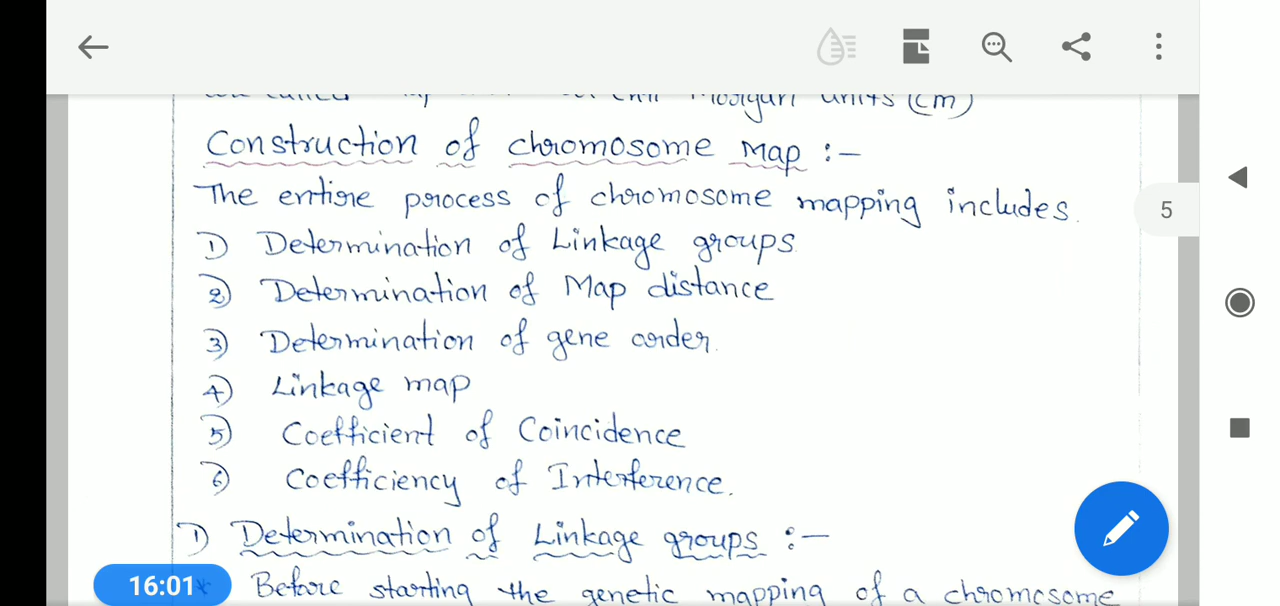 units (cm)
Construction of chromosome Map :-
The entire process of chromosome mapping includes.
1) Determination of Linkage groups
2) Determination of Map distance
3) Determination of gene order.
4) Linkage map
5) Coefficient of Coincidence
6) Coefficiency of Interference.
1) Determination of Linkage groups :-
* Before starting the genetic mapping of a chromosome
5
16:01